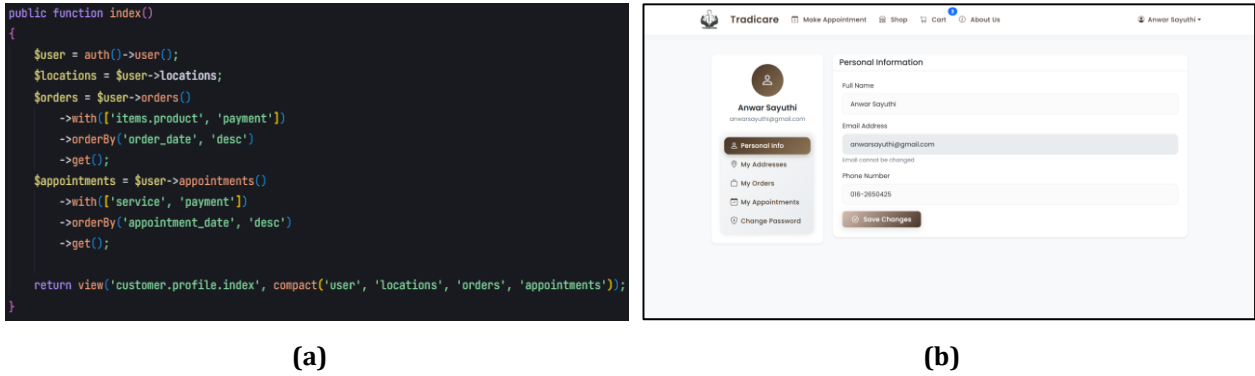 public function index()
{
$user = auth()->user();
$locations = $user->locations;
$orders = $user->orders()
->with(['items.product', 'payment'])
->orderBy('order_date', 'desc')
->get();
$appointments = $user->appointments()
->with(['service', 'payment'])
->orderBy('appointment_date', 'desc')
->get();
return view('customer.profile.index', compact('user', 'locations', 'orders', 'appointments'));
}
(a)
Tradicare Make Appointment Shop Cart 2 About Us Anwar Sayuthi
Anwar Sayuthi
anwarsayuthi@gmail.com
Personal Info
My Addresses
My Orders
My Appointments
Change Password
Personal Information
Full Name
Anwar Sayuthi
Email Address
anwarsayuthi@gmail.com
Email cannot be changed
Phone Number
016-2650425
Save Changes
(b)